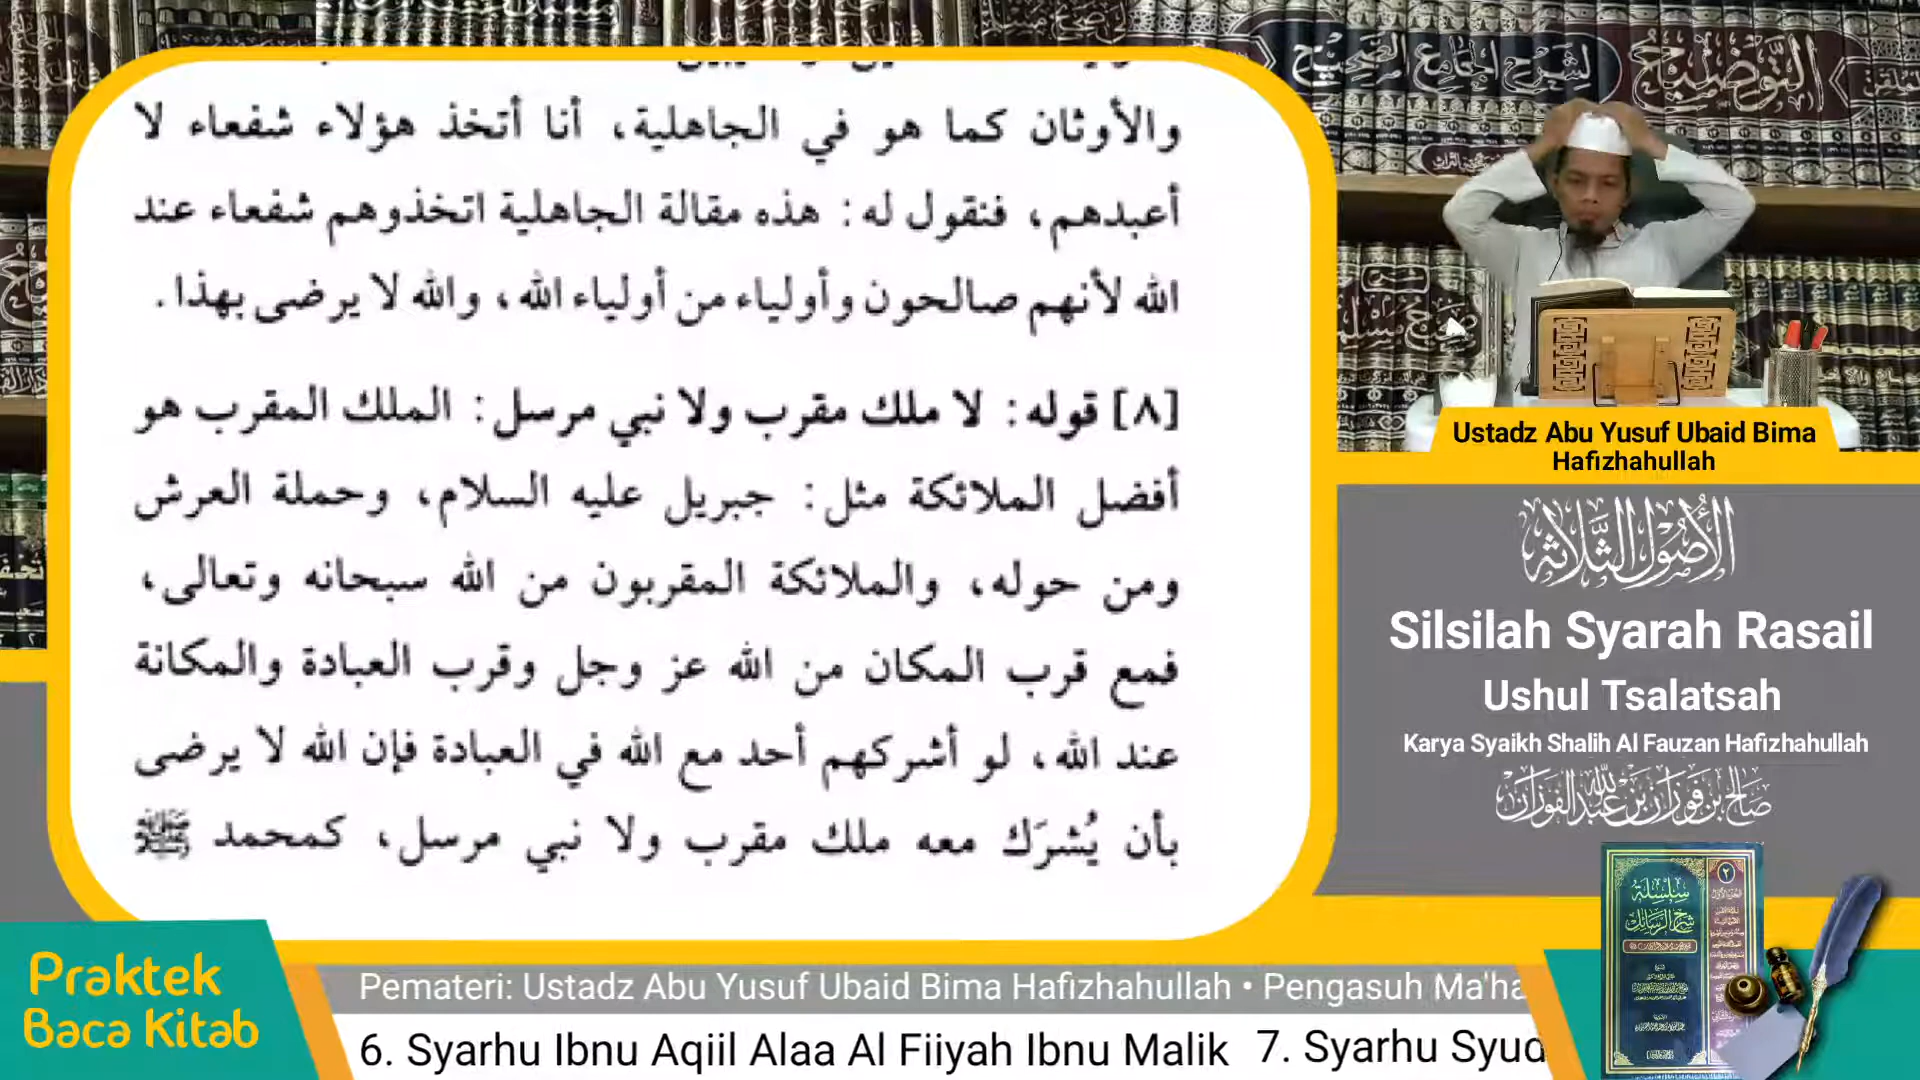 والأوثان كما هو في الجاهلية، أنا أتخذ هؤلاء شفعاء لا
أعبدهم، فنقول له: هذه مقالة الجاهلية اتخذوهم شفعاء عند
الله لأنهم صالحون وأولياء من أولياء الله، والله لا يرضى بهذا.
[٨] قوله: لا ملك مقرب ولا نبي مرسل: الملك المقرب هو
أفضل الملائكة مثل: جبريل عليه السلام، وحملة العرش
ومن حوله، والملائكة المقربون من الله سبحانه وتعالى،
فمع قرب المكان من الله عز وجل وقرب العبادة والمكانة
عند الله، لو أشركهم أحد مع الله في العبادة فإن الله لا يرضى
بأن يُشرَك معه ملك مقرب ولا نبي مرسل، كمحمد ﷺ
التوضيح لشرح الجامع الصحيح
Ustadz Abu Yusuf Ubaid Bima
Hafizhahullah
الأصول الثلاثة
Silsilah Syarah Rasail
Ushul Tsalatsah
Karya Syaikh Shalih Al Fauzan Hafizhahullah
صالح بن فوزان بن عبدالله الفوزان
سلسلة
شرح الرسائل
Praktek
Baca Kitab
Pemateri: Ustadz Abu Yusuf Ubaid Bima Hafizhahullah • Pengasuh Ma'ha
6. Syarhu Ibnu Aqiil Alaa Al Fiiyah Ibnu Malik 7. Syarhu Syud